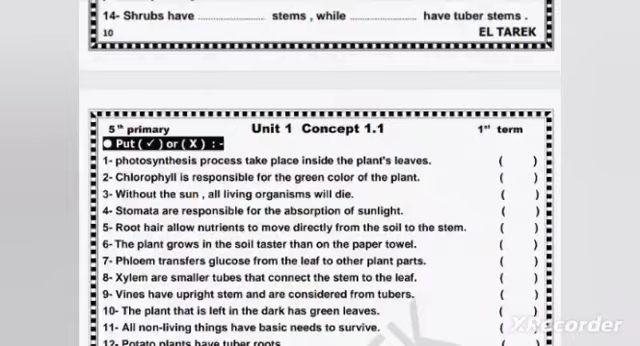 14- Shrubs have .................... stems , while .................... have tuber stems .
10 EL TAREK
5th primary Unit 1 Concept 1.1 1st term
● Put ( ✓ ) or ( X ) : -
1- photosynthesis process take place inside the plant's leaves. ( )
2- Chlorophyll is responsible for the green color of the plant. ( )
3- Without the sun , all living organisms will die. ( )
4- Stomata are responsible for the absorption of sunlight. ( )
5- Root hair allow nutrients to move directly from the soil to the stem. ( )
6- The plant grows in the soil taster than on the paper towel. ( )
7- Phloem transfers glucose from the leaf to other plant parts. ( )
8- Xylem are smaller tubes that connect the stem to the leaf. ( )
9- Vines have upright stem and are considered from tubers. ( )
10- The plant that is left in the dark has green leaves. ( )
11- All non-living things have basic needs to survive. ( )
12- Potato plants have tuber roots
XRecorder